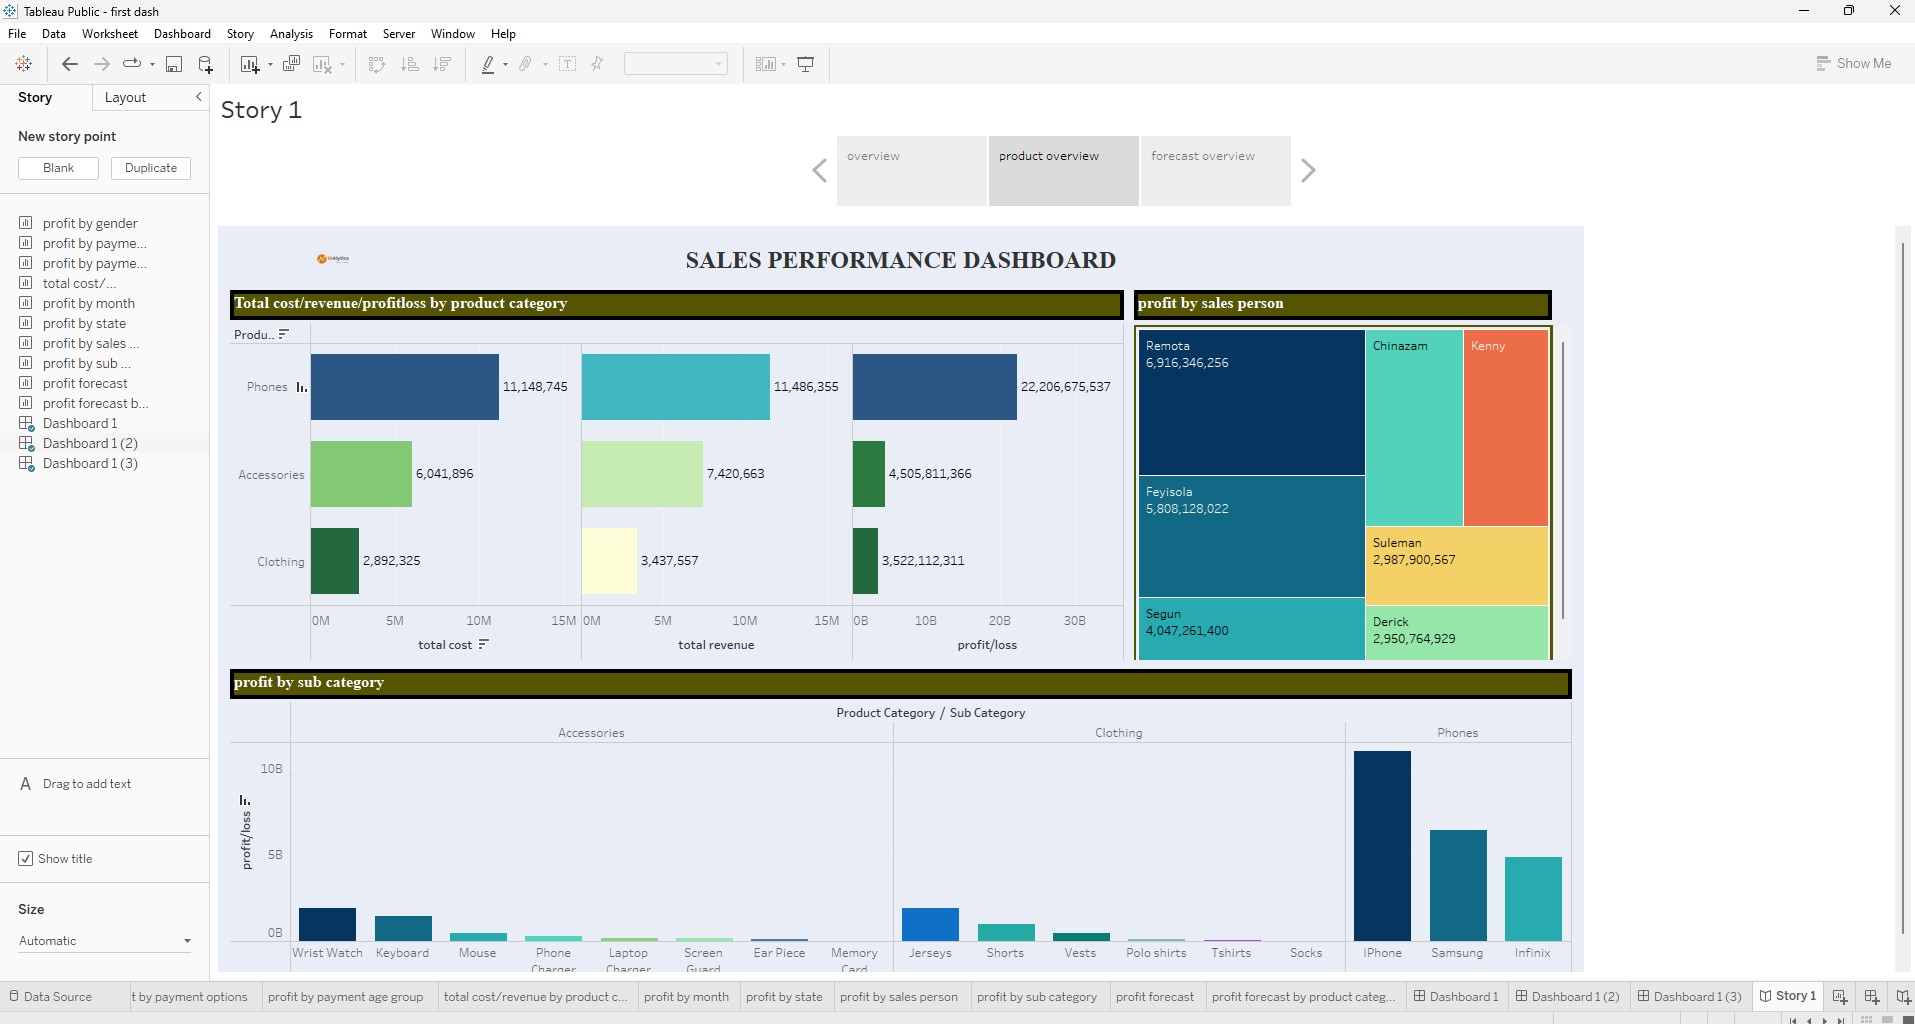 Tableau Public - first dash
File Data Worksheet Dashboard Story Analysis Format Server Window Help
Show Me
Story Layout
New story point
Blank Duplicate
profit by gender
profit by payme...
profit by payme...
total cost/...
profit by month
profit by state
profit by sales ...
profit by sub ...
profit forecast
profit forecast b...
Dashboard 1
Dashboard 1 (2)
Dashboard 1 (3)
A Drag to add text
Show title
Size
Automatic
Story 1
overview product overview forecast overview
SALES PERFORMANCE DASHBOARD
Total cost/revenue/profitloss by product category
Produ..
Phones 11,148,745 11,486,355 22,206,675,537
Accessories 6,041,896 7,420,663 4,505,811,366
Clothing 2,892,325 3,437,557 3,522,112,311
0M 5M 10M 15M 0M 5M 10M 15M 0B 10B 20B 30B
total cost total revenue profit/loss
profit by sales person
Remota
6,916,346,256
Chinazam
Kenny
Feyisola
5,808,128,022
Suleman
2,987,900,567
Segun
4,047,261,400
Derick
2,950,764,929
profit by sub category
Product Category / Sub Category
Accessories Clothing Phones
10B
5B
0B
profit/loss
Wrist Watch Keyboard Mouse Phone Charger Laptop Charger Screen Guard Ear Piece Memory Card Jerseys Shorts Vests Polo shirts Tshirts Socks IPhone Samsung Infinix
Data Source t by payment options profit by payment age group total cost/revenue by product c... profit by month profit by state profit by sales person profit by sub category profit forecast profit forecast by product categ... Dashboard 1 Dashboard 1 (2) Dashboard 1 (3) Story 1